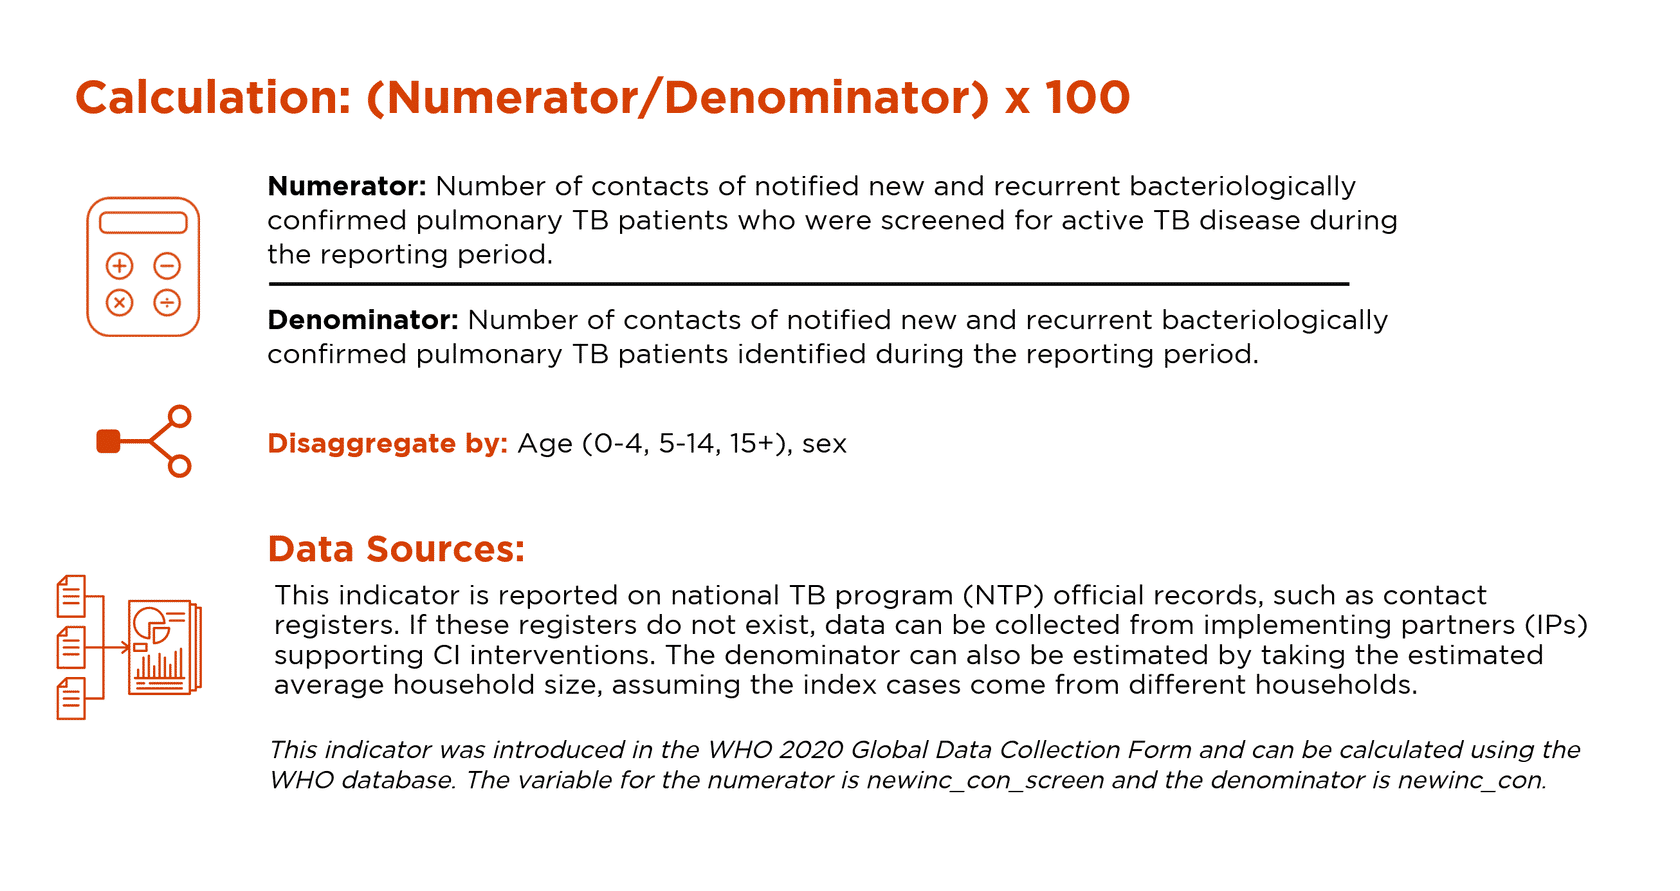 Calculation: (Numerator/Denominator) x 100
Numerator: Number of contacts of notified new and recurrent bacteriologically
confirmed pulmonary TB patients who were screened for active TB disease during
the reporting period.
Denominator: Number of contacts of notified new and recurrent bacteriologically
confirmed pulmonary TB patients identified during the reporting period.
Disaggregate by: Age (0-4, 5-14, 15+), sex
Data Sources:
This indicator is reported on national TB program (NTP) official records, such as contact
registers. If these registers do not exist, data can be collected from implementing partners (IPs)
supporting CI interventions. The denominator can also be estimated by taking the estimated
average household size, assuming the index cases come from different households.
This indicator was introduced in the WHO 2020 Global Data Collection Form and can be calculated using the
WHO database. The variable for the numerator is newinc_con_screen and the denominator is newinc_con.